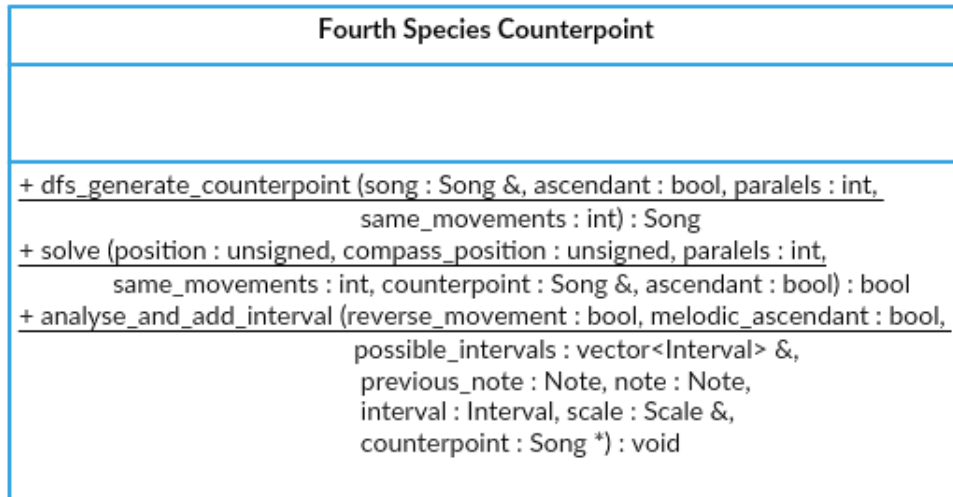 Fourth Species Counterpoint
+ dfs_generate_counterpoint (song : Song &, ascendant : bool, paralels : int,
same_movements : int) : Song
+ solve (position : unsigned, compass_position : unsigned, paralels : int,
same_movements : int, counterpoint : Song &, ascendant : bool) : bool
+ analyse_and_add_interval (reverse_movement : bool, melodic_ascendant : bool,
possible_intervals : vector<Interval> &,
previous_note : Note, note : Note,
interval : Interval, scale : Scale &,
counterpoint : Song *) : void